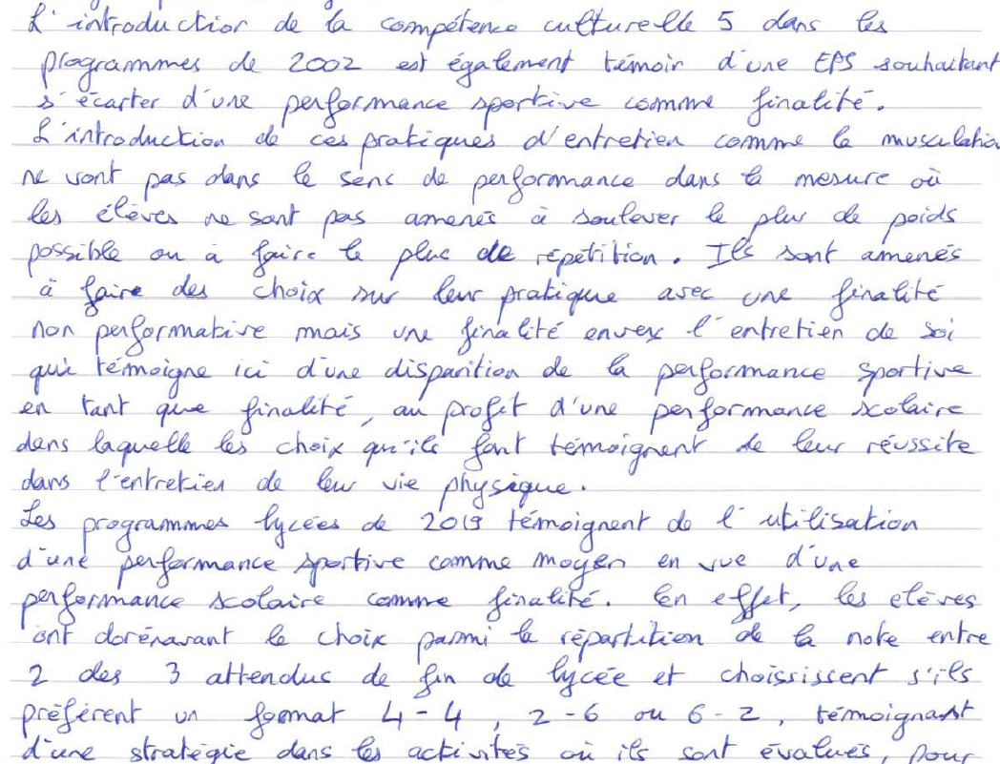 L'introduction de la compétence culturelle 5 dans les
programmes de 2002 est également témoin d'une EPS souhaitant
s'écarter d'une performance sportive comme finalité.
L'introduction de ces pratiques d'entretien comme la musculatio
ne vont pas dans le sens de performance dans la mesure où
les élèves ne sont pas amenés à soulever le plus de poids
possible ou à faire le plus de répétition. Ils sont amenés
à faire des choix sur leur pratique avec une finalité
non performative mais une finalité envers l'entretien de soi
qui témoigne ici d'une disparition de la performance sportive
en tant que finalité, au profit d'une performance scolaire
dans laquelle les choix qu'ils font témoignent de leur réussite
dans l'entretien de leur vie physique.
Les programmes lycées de 2019 témoignent de l'utilisation
d'une performance sportive comme moyen en vue d'une
performance scolaire comme finalité. En effet, les élèves
ont dorénavant le choix parmi la répartition de la note entre
2 des 3 attendus de fin de lycée et choisissent s'ils
préfèrent un format 4-4, 2-6 ou 6-2, témoignant
d'une stratégie dans les activités où ils sont évalués, pour